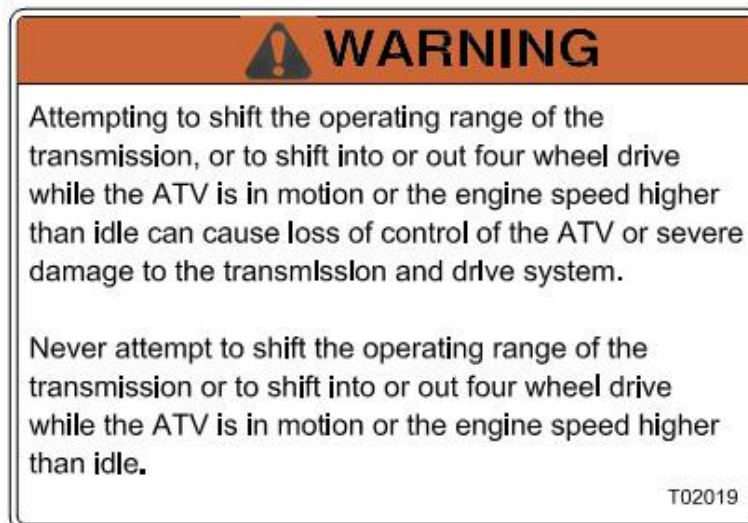 WARNING
Attempting to shift the operating range of the
transmission, or to shift into or out four wheel drive
while the ATV is in motion or the engine speed higher
than idle can cause loss of control of the ATV or severe
damage to the transmission and drive system.
Never attempt to shift the operating range of the
transmission or to shift into or out four wheel drive
while the ATV is in motion or the engine speed higher
than idle.
T02019